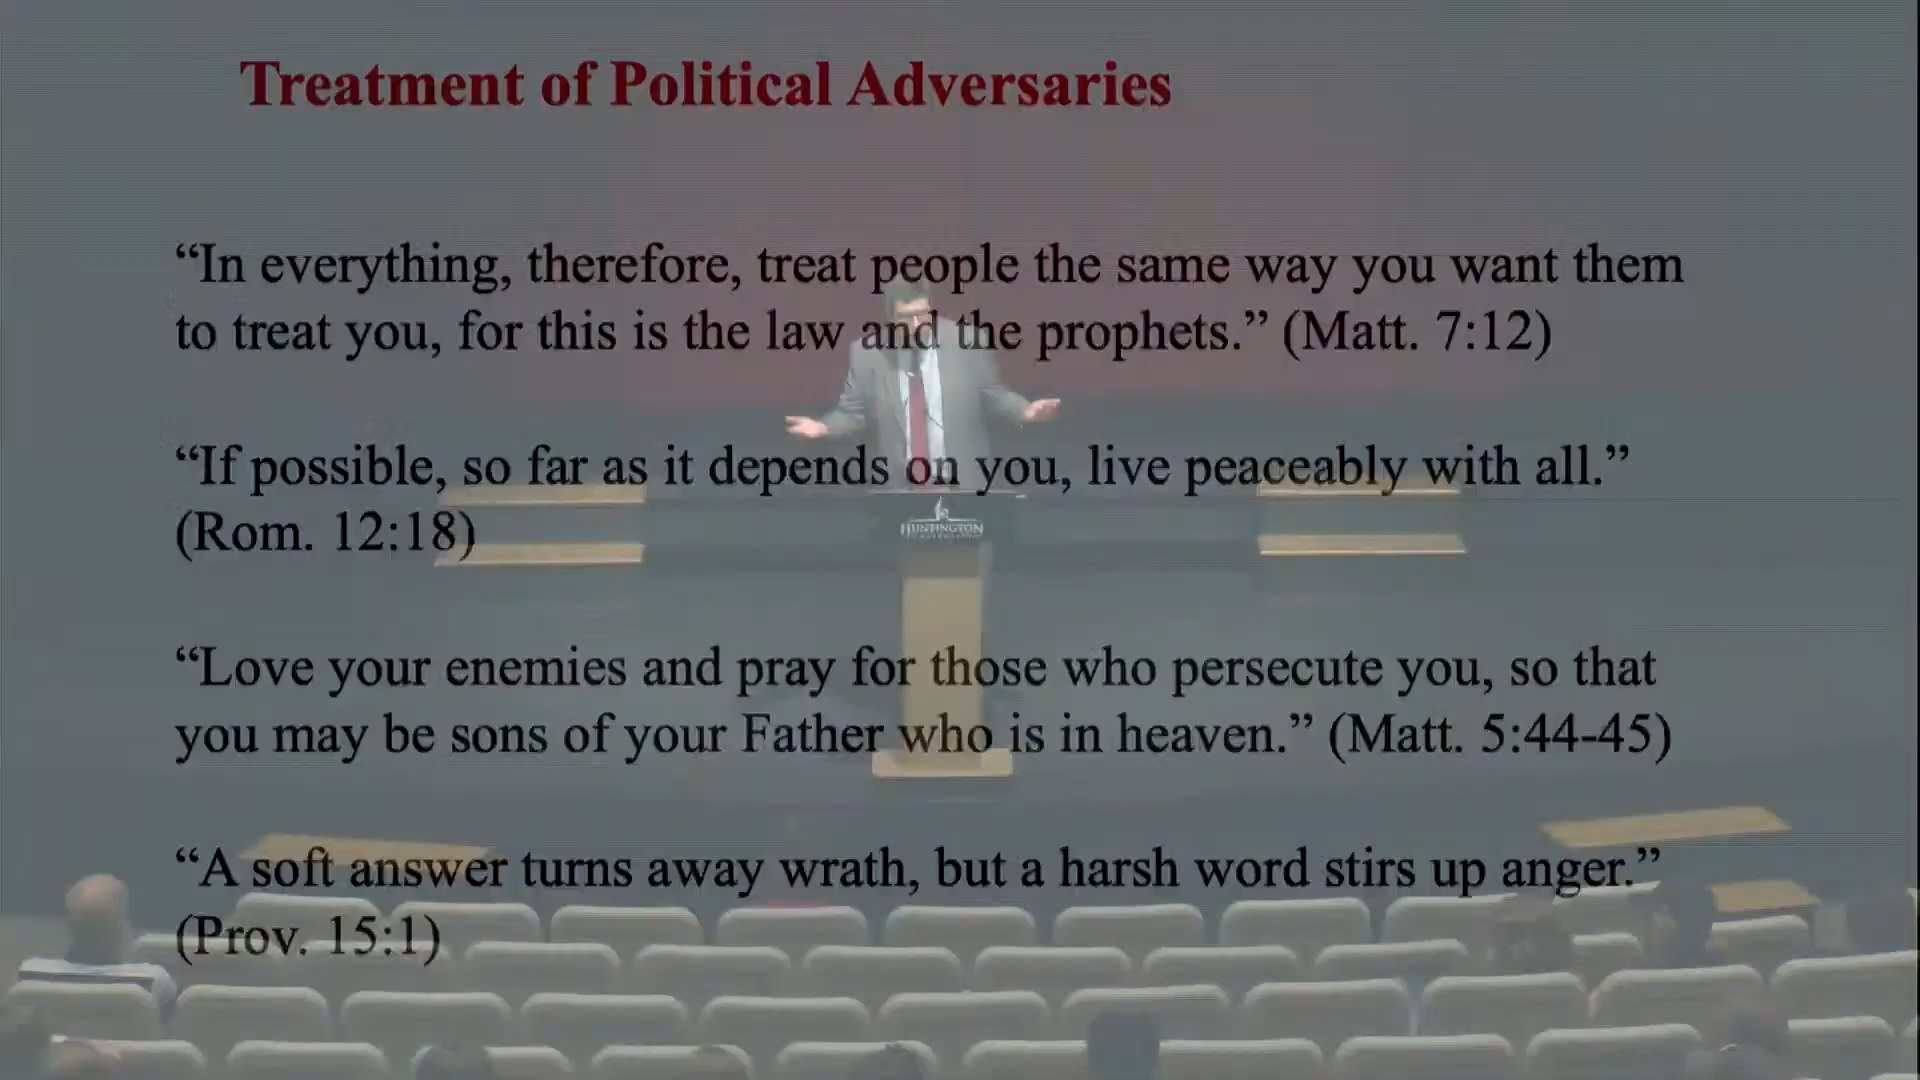 Treatment of Political Adversaries
“In everything, therefore, treat people the same way you want them
to treat you, for this is the law and the prophets.” (Matt. 7:12)
“If possible, so far as it depends on you, live peaceably with all.”
(Rom. 12:18)
HUNTINGTON
“Love your enemies and pray for those who persecute you, so that
you may be sons of your Father who is in heaven.” (Matt. 5:44-45)
“A soft answer turns away wrath, but a harsh word stirs up anger.”
(Prov. 15:1)